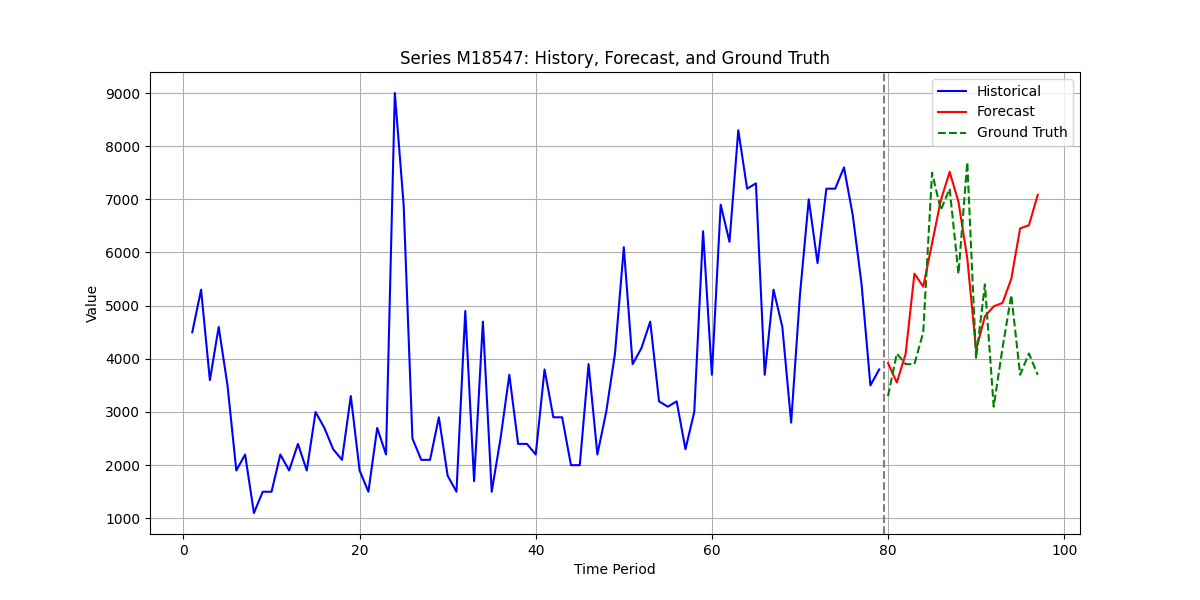 Series M18547: History, Forecast, and Ground Truth
Historical
Forecast
Ground Truth
9000
8000
7000
6000
5000
4000
3000
2000
1000
Value
0 20 40 60 80 100
Time Period